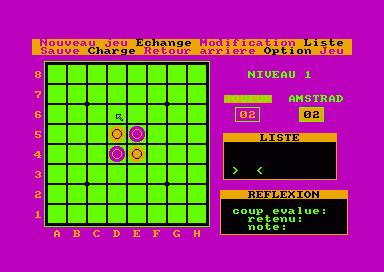 Nouveau jeu Echange Modification Liste
Sauve Charge Retour arriere Option Jeu
8
NIVEAU 1
7
6
AMSTRAD
02 02
5
LISTE
4
> <
3
2
REFLEXION
coup evalue:
1
retenu:
note:
A B C D E F G H